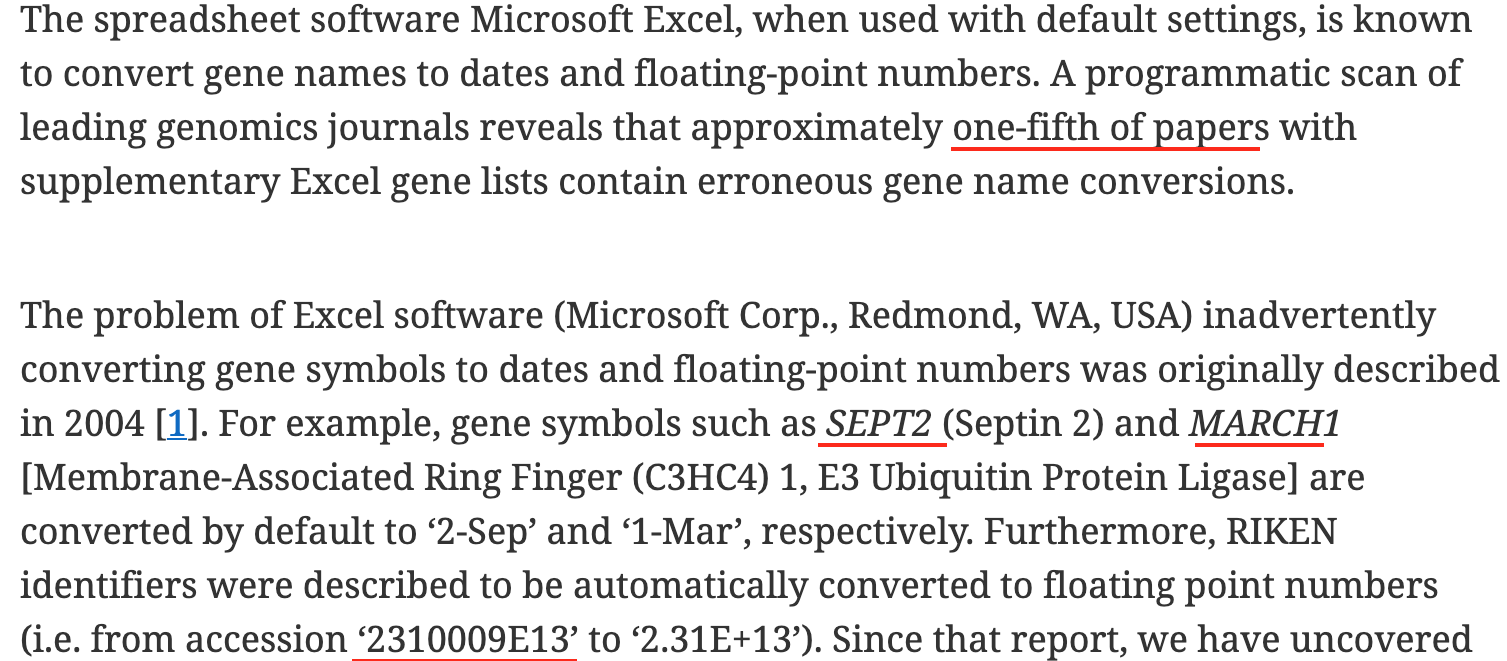 The spreadsheet software Microsoft Excel, when used with default settings, is known
to convert gene names to dates and floating-point numbers. A programmatic scan of
leading genomics journals reveals that approximately one-fifth of papers with
supplementary Excel gene lists contain erroneous gene name conversions.
The problem of Excel software (Microsoft Corp., Redmond, WA, USA) inadvertently
converting gene symbols to dates and floating-point numbers was originally described
in 2004 [1]. For example, gene symbols such as SEPT2 (Septin 2) and MARCH1
[Membrane-Associated Ring Finger (C3HC4) 1, E3 Ubiquitin Protein Ligase] are
converted by default to ‘2-Sep’ and ‘1-Mar’, respectively. Furthermore, RIKEN
identifiers were described to be automatically converted to floating point numbers
(i.e. from accession ‘2310009E13’ to ‘2.31E+13’). Since that report, we have uncovered